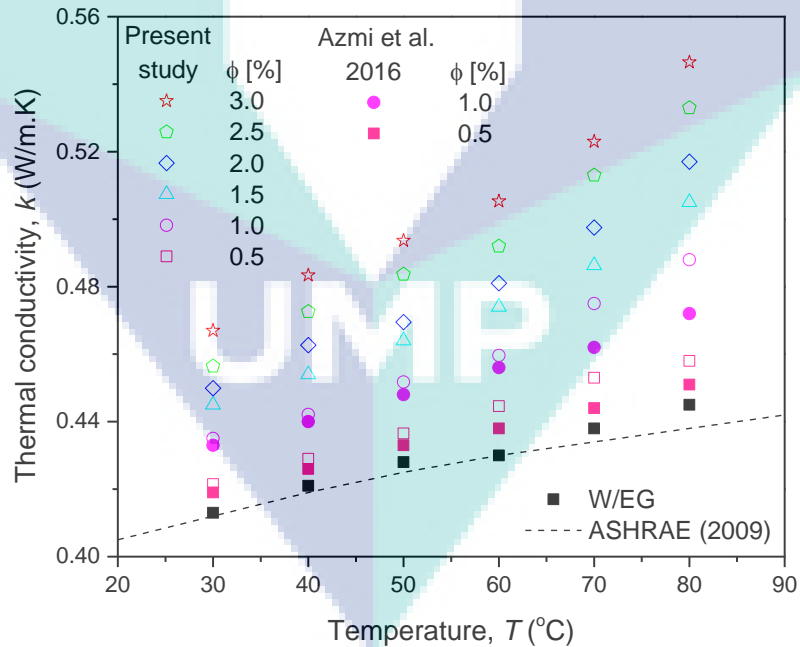 0.56
0.52
0.48
0.44
0.40
Thermal conductivity, k (W/m.K)
Present
study ϕ [%]
3.0
2.5
2.0
1.5
1.0
0.5
Azmi et al.
2016 ϕ [%]
1.0
0.5
UMP
W/EG
ASHRAE (2009)
20 30 40 50 60 70 80 90
Temperature, T (°C)